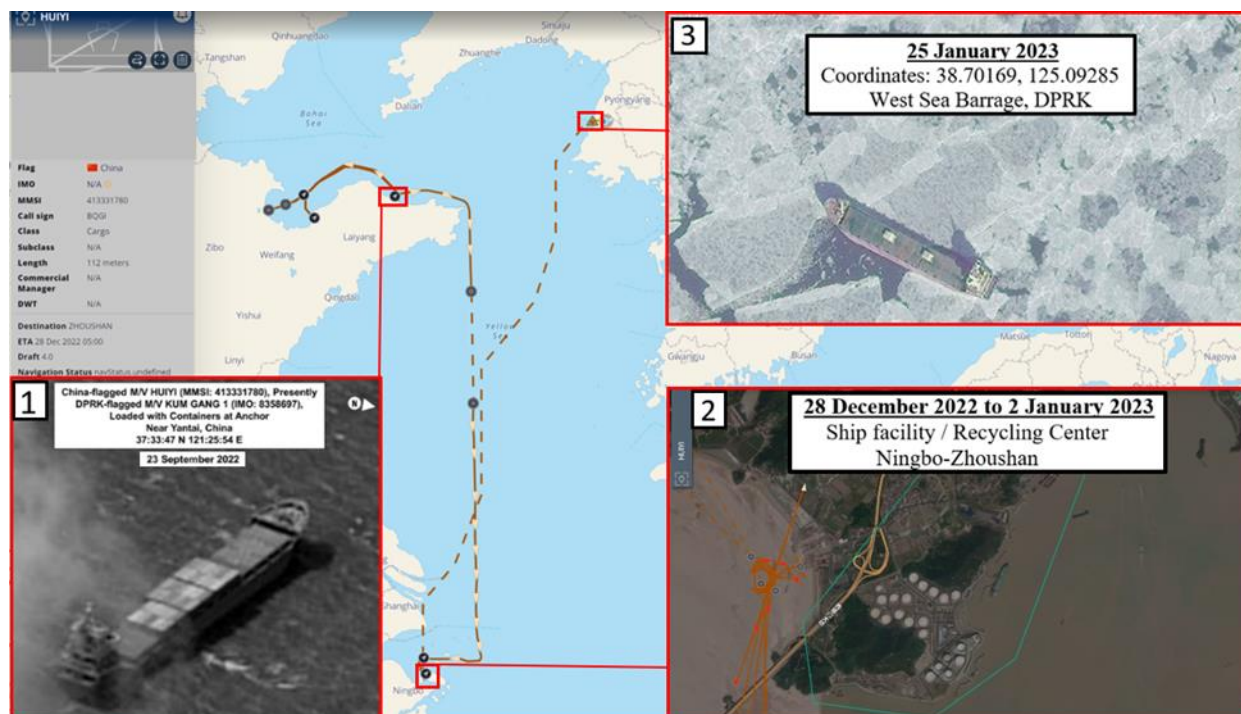 HUIYI
Flag China
IMO N/A
MMSI 413331780
Call sign BQGI
Class Cargo
Subclass N/A
Length 112 meters
Commercial Manager N/A
DWT N/A
Destination ZHOUSHAN
ETA 28 Dec 2022 05:00
Draft 4.0
Navigation Status navStatus undefined
Qinhuangdao
Tangshan
Sinuiju
Dadong
Zhuanghe
Dalian
Bohai
Sea
Pyongyang
Zibo
Weifang
Laiyang
Qingdao
Yishui
Linyi
Yellow
Sea
Gwangju
Busan
Matsue
Tottori
Nagoya
Shanghai
Ningbo
1
China-flagged M/V HUIYI (MMSI: 413331780), Presently
DPRK-flagged M/V KUM GANG 1 (IMO: 8358697),
Loaded with Containers at Anchor
Near Yantai, China
37:33:47 N 121:25:54 E
23 September 2022
N
2
28 December 2022 to 2 January 2023
Ship facility / Recycling Center
Ningbo-Zhoushan
HUIYI
3
25 January 2023
Coordinates: 38.70169, 125.09285
West Sea Barrage, DPRK